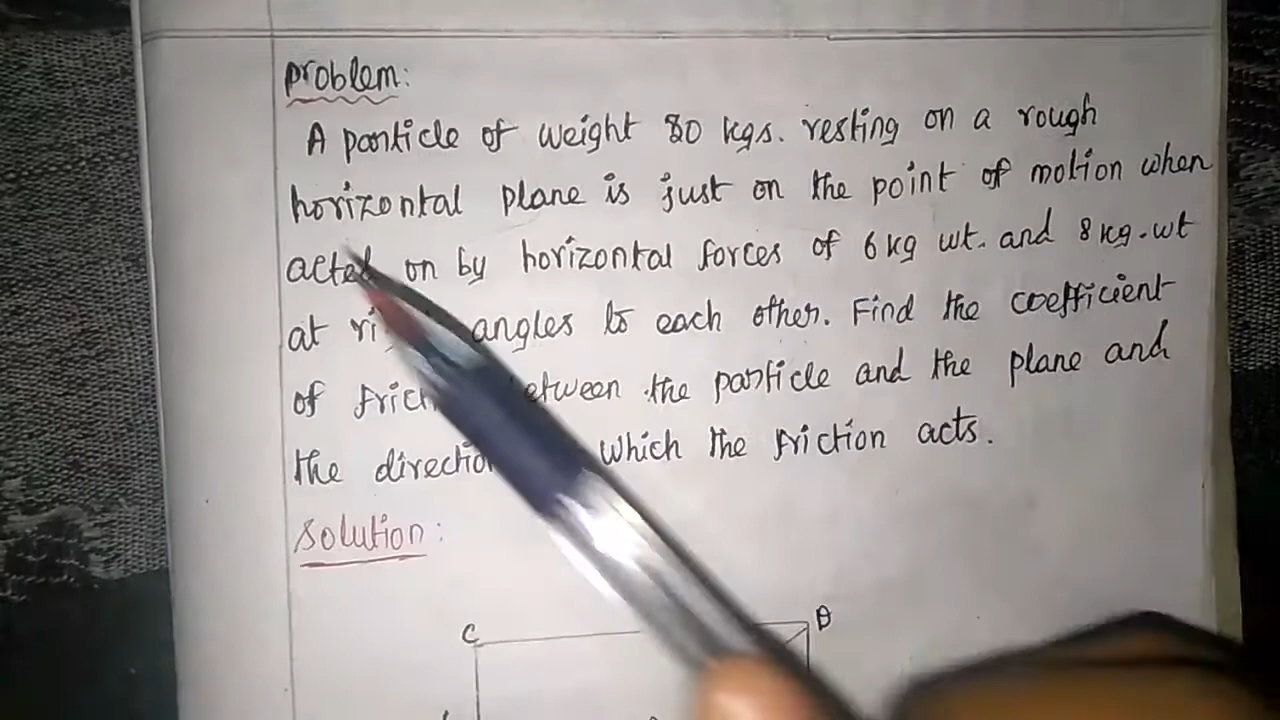 Problem:
A particle of weight 80 kgs. resting on a rough
horizontal plane is just on the point of motion when
acted on by horizontal forces of 6 kg wt. and 8 kg.wt
at angles to each other. Find the coefficient
of the particle and the plane and
the which the friction acts.
Solution:
C B